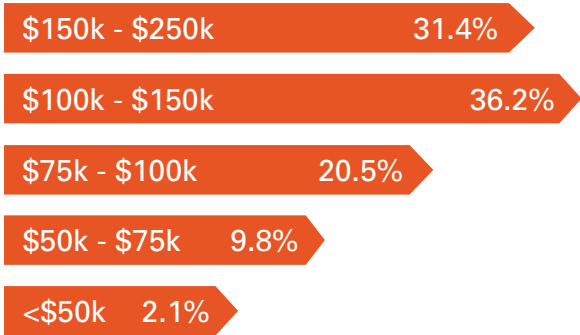 $150k - $250k 31.4%
$100k - $150k 36.2%
$75k - $100k 20.5%
$50k - $75k 9.8%
<$50k 2.1%